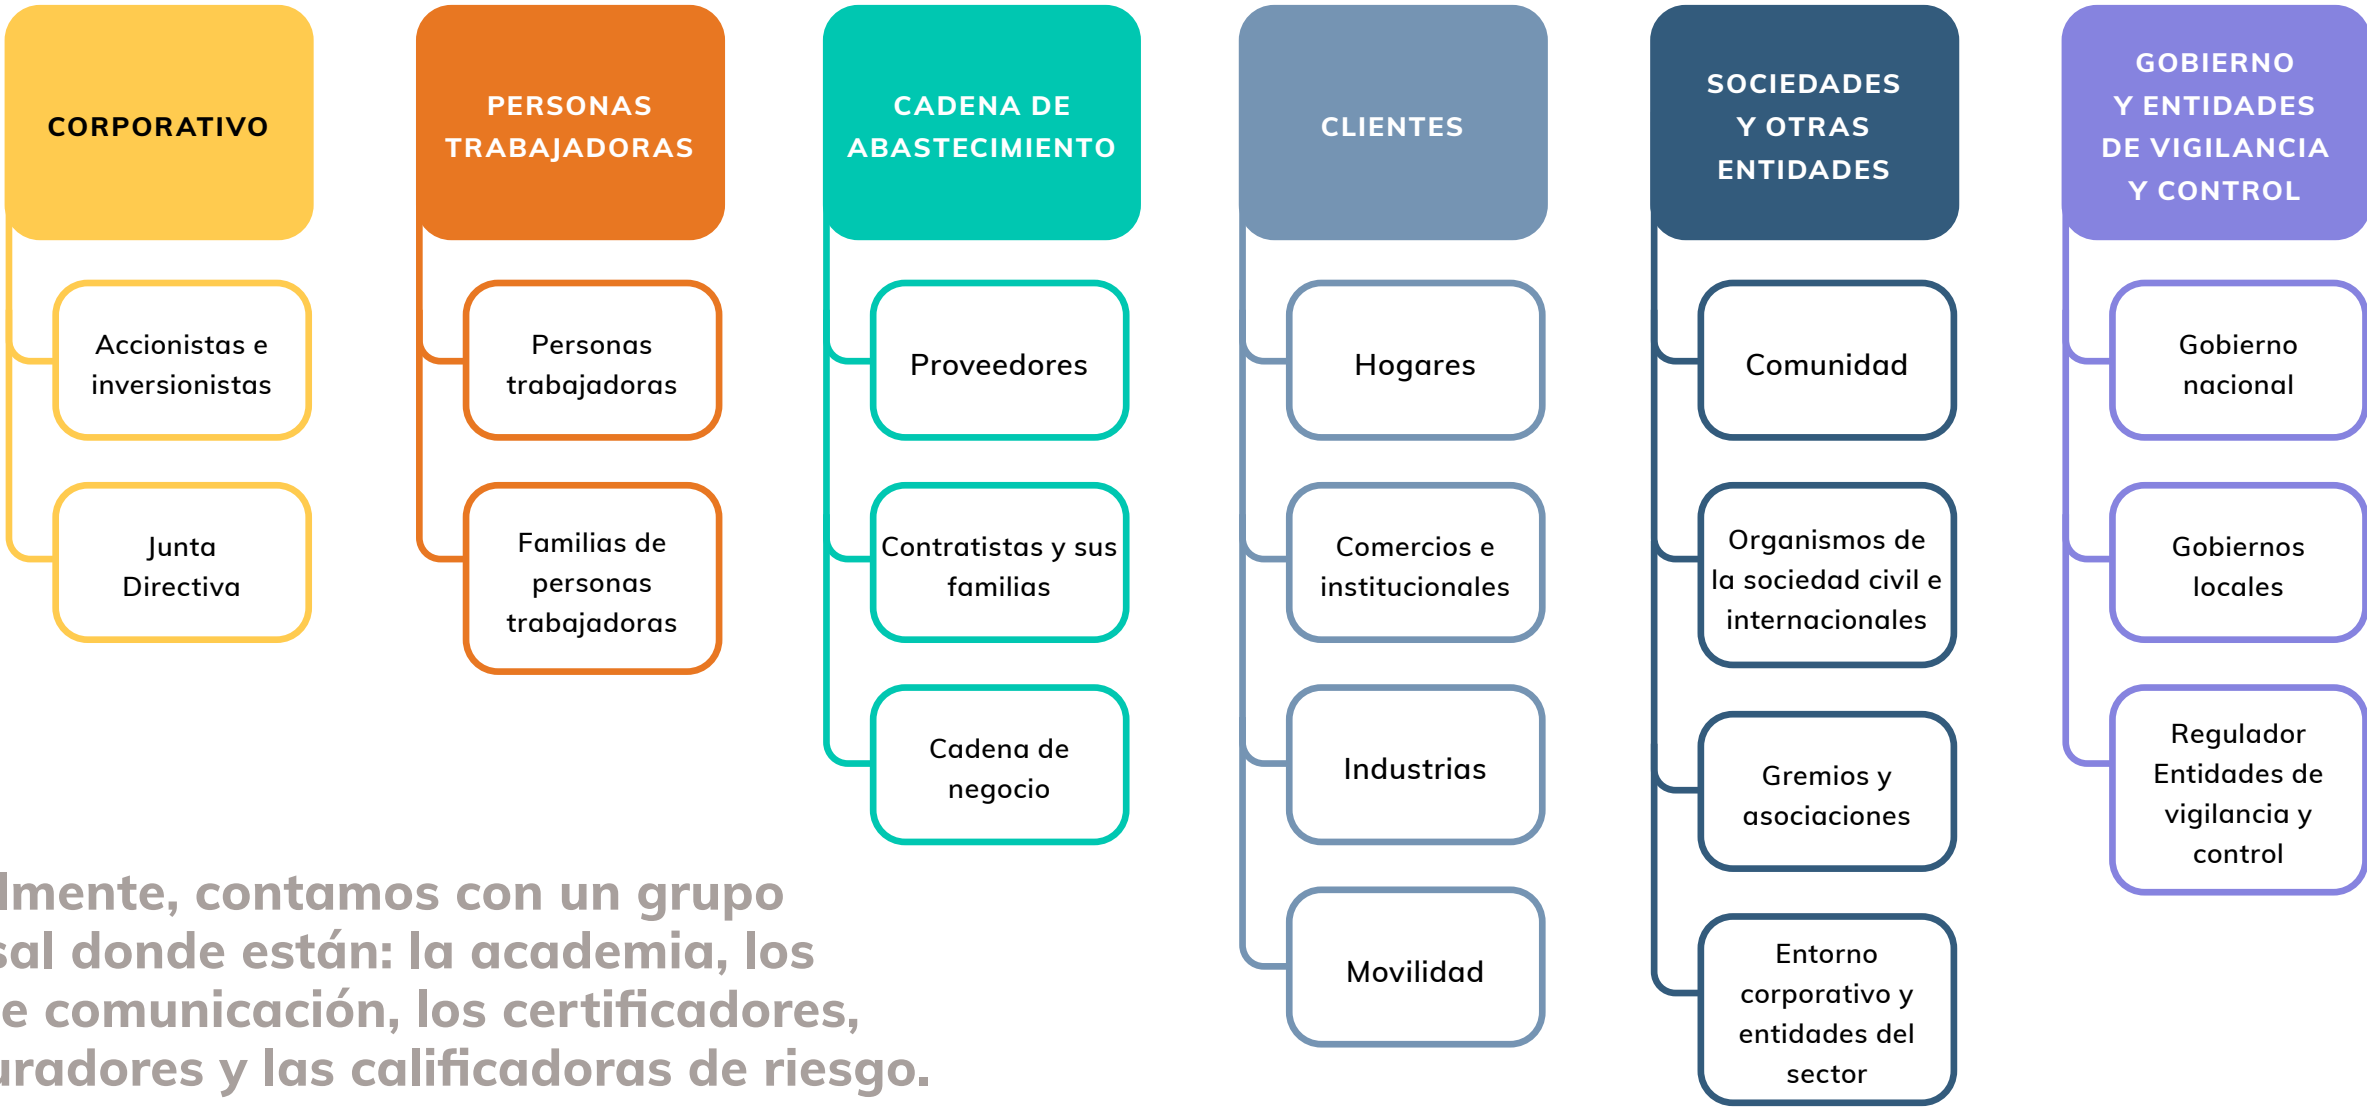 CORPORATIVO
Accionistas e
inversionistas
Junta
Directiva
PERSONAS
TRABAJADORAS
Personas
trabajadoras
Familias de
personas
trabajadoras
CADENA DE
ABASTECIMIENTO
Proveedores
Contratistas y sus
familias
Cadena de
negocio
CLIENTES
Hogares
Comercios e
institucionales
Industrias
Movilidad
SOCIEDADES
Y OTRAS
ENTIDADES
Comunidad
Organismos de
la sociedad civil e
internacionales
Gremios y
asociaciones
Entorno
corporativo y
entidades del
sector
GOBIERNO
Y ENTIDADES
DE VIGILANCIA
Y CONTROL
Gobierno
nacional
Gobiernos
locales
Regulador
Entidades de
vigilancia y
control
lmente, contamos con un grupo
sal donde están: la academia, los
e comunicación, los certificadores,
uradores y las calificadoras de riesgo.